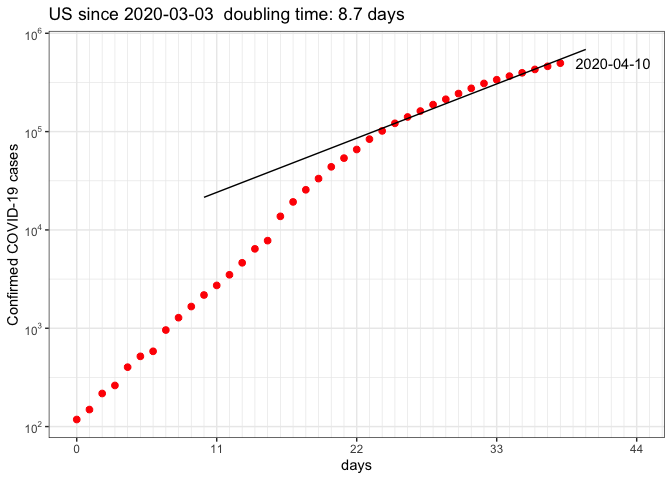 US since 2020-03-03  doubling time: 8.7 days
10⁶
10⁵
10⁴
10³
10²
Confirmed COVID-19 cases
2020-04-10
0 11 22 33 44
days